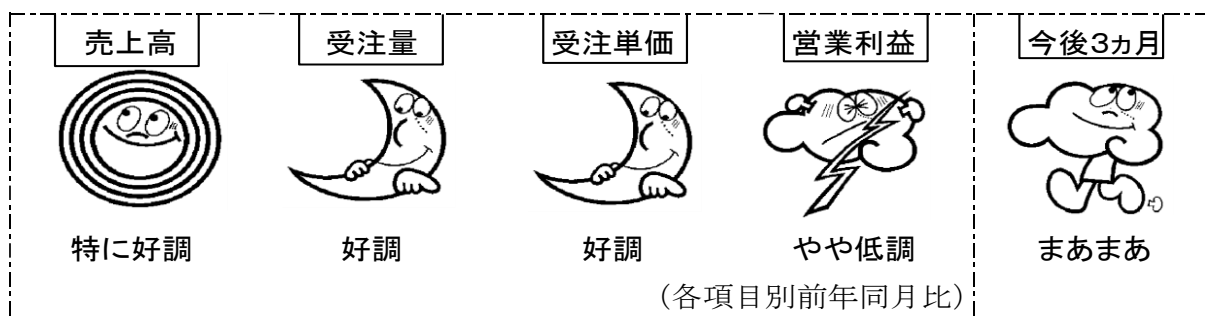 売上高 受注量 受注単価 営業利益 今後3ヵ月
特に好調 好調 好調 やや低調 まあまあ
(各項目別前年同月比)